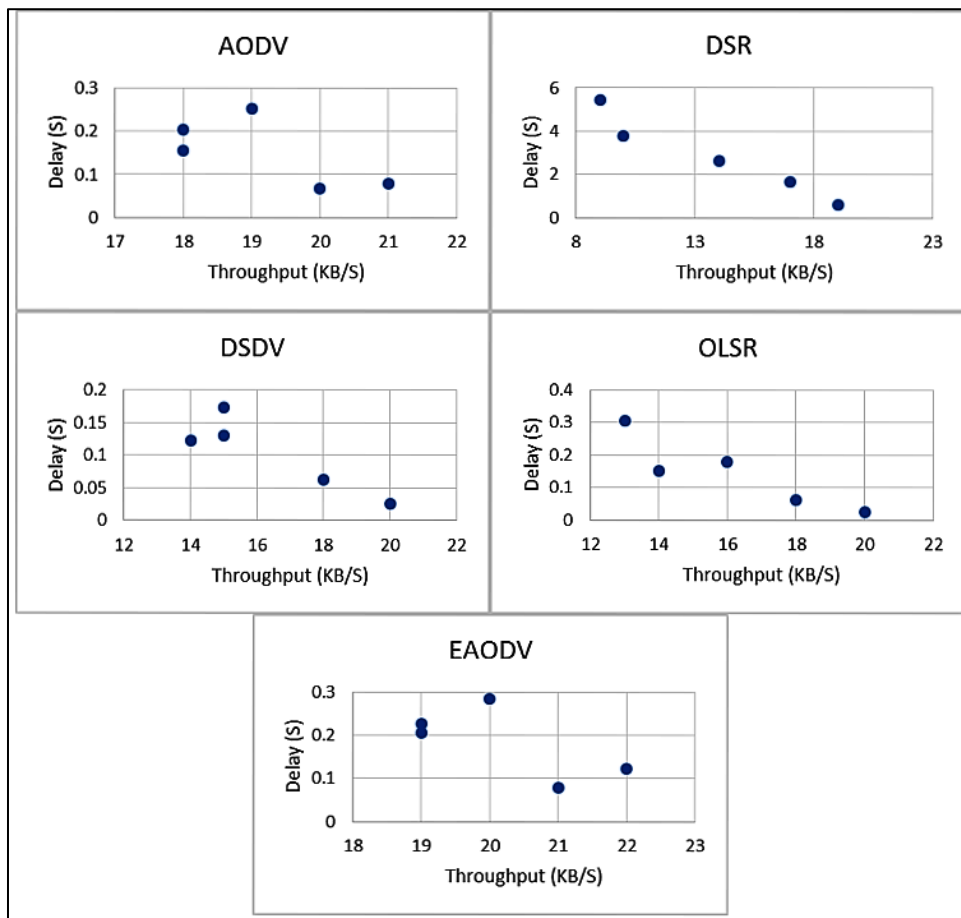 AODV
Delay (S)
0.3
0.2
0.1
0
17 18 19 20 21 22
Throughput (KB/S)
DSR
Delay (S)
6
4
2
0
8 13 18 23
Throughput (KB/S)
DSDV
Delay (S)
0.2
0.15
0.1
0.05
0
12 14 16 18 20 22
Throughput (KB/S)
OLSR
Delay (S)
0.4
0.3
0.2
0.1
0
12 14 16 18 20 22
Throughput (KB/S)
EAODV
Delay (S)
0.3
0.2
0.1
0
18 19 20 21 22 23
Throughput (KB/S)